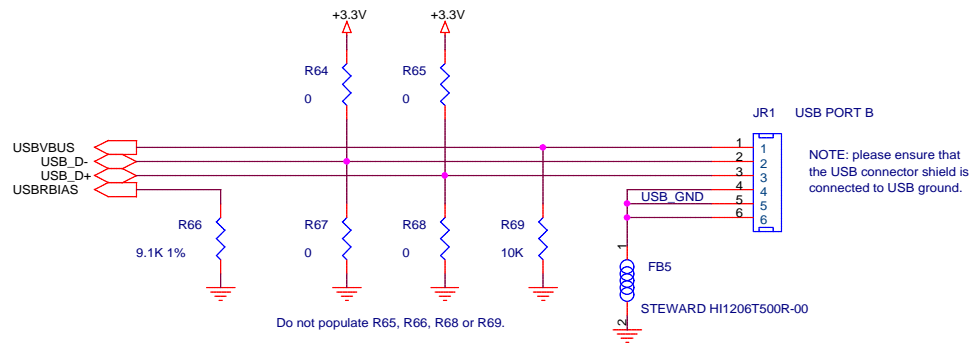 +3.3V
+3.3V
R64
0
R65
0
JR1 USB PORT B
USBVBUS
USB_D-
USB_D+
USBRBIAS
1
2
3
4
5
6
1
2
3
4
5
6
NOTE: please ensure that
the USB connector shield is
connected to USB ground.
USB_GND
R66
9.1K 1%
R67
0
R68
0
R69
10K
1
FB5
STEWARD HI1206T500R-00
2
Do not populate R65, R66, R68 or R69.